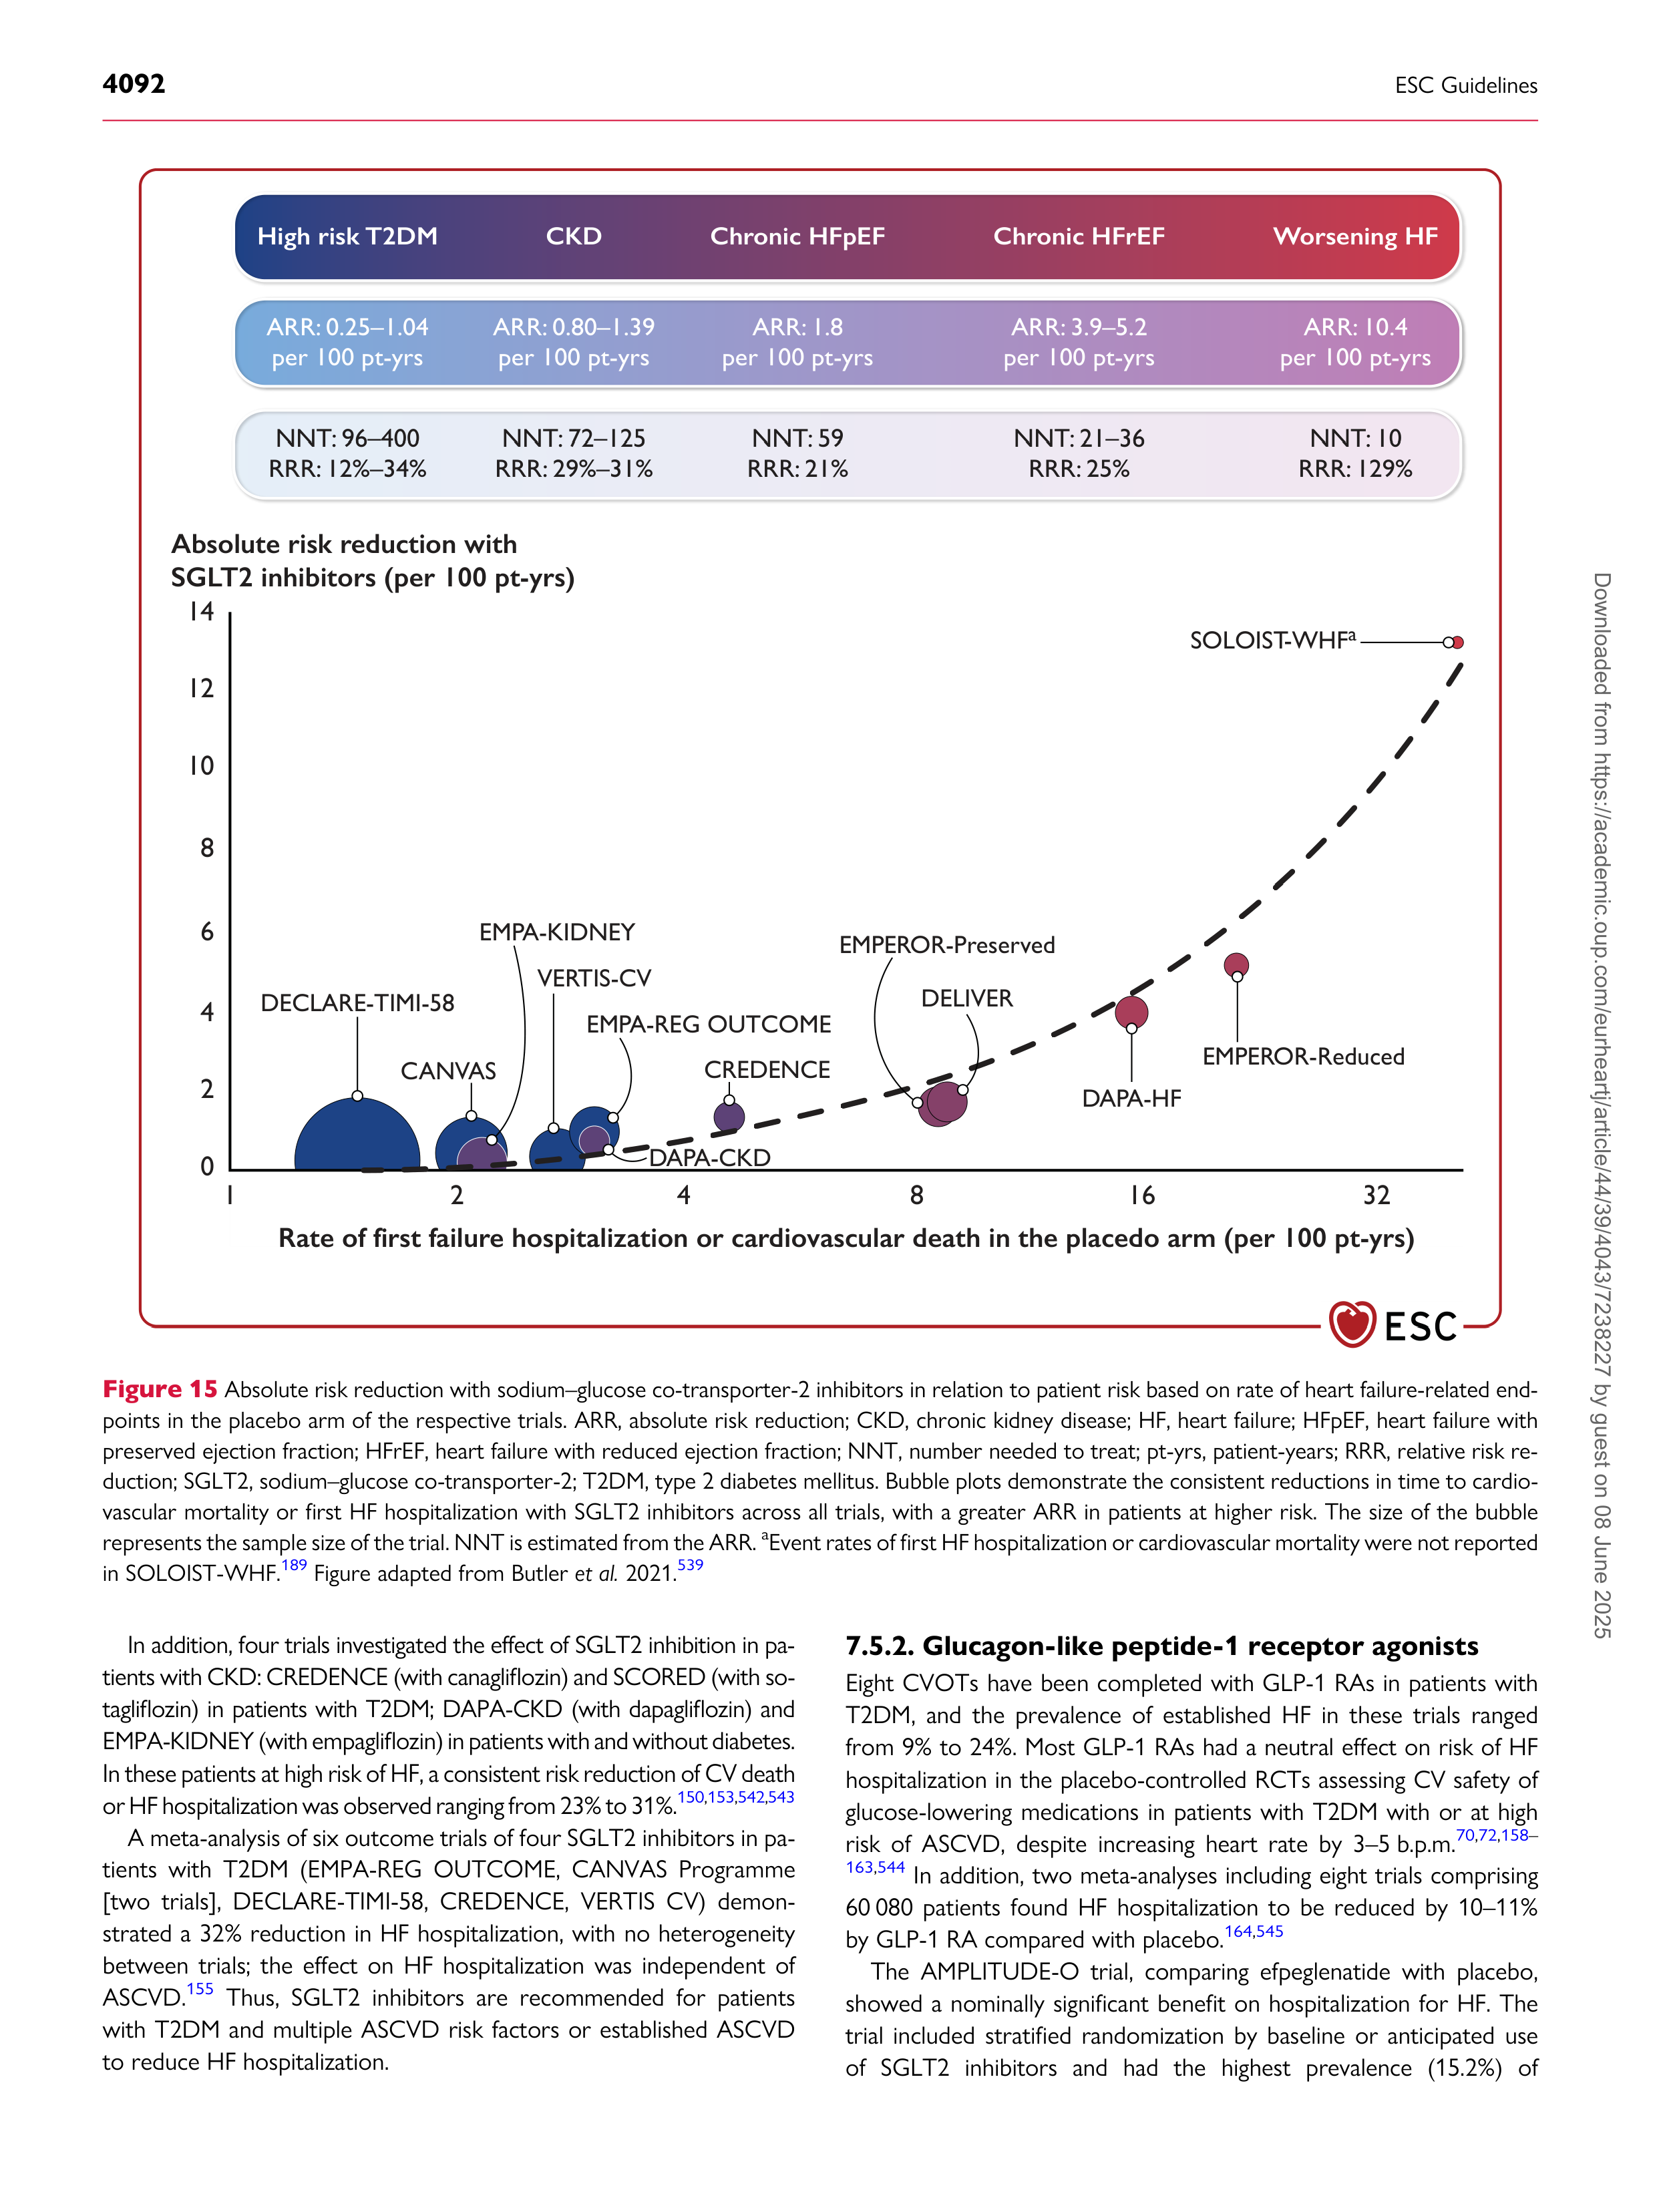 4092
ESC Guidelines
High risk T2DM
CKD
Chronic HFpEF
Chronic HFrEF
Worsening HF
ARR: 0.25–1.04
per 100 pt-yrs
ARR: 0.80–1.39
per 100 pt-yrs
ARR: 1.8
per 100 pt-yrs
ARR: 3.9–5.2
per 100 pt-yrs
ARR: 10.4
per 100 pt-yrs
NNT: 96–400
RRR: 12%–34%
NNT: 72–125
RRR: 29%–31%
NNT: 59
RRR: 21%
NNT: 21–36
RRR: 25%
NNT: 10
RRR: 129%
Absolute risk reduction with
SGLT2 inhibitors (per 100 pt-yrs)
14
12
10
8
6
4
2
0
SOLOIST-WHFa
EMPA-KIDNEY
VERTIS-CV
DECLARE-TIMI-58
EMPA-REG OUTCOME
CANVAS
CREDENCE
DAPA-CKD
EMPEROR-Preserved
DELIVER
DAPA-HF
EMPEROR-Reduced
1 2 4 8 16 32
Rate of first failure hospitalization or cardiovascular death in the placedo arm (per 100 pt-yrs)
ESC
Figure 15 Absolute risk reduction with sodium–glucose co-transporter-2 inhibitors in relation to patient risk based on rate of heart failure-related end-
points in the placebo arm of the respective trials. ARR, absolute risk reduction; CKD, chronic kidney disease; HF, heart failure; HFpEF, heart failure with
preserved ejection fraction; HFrEF, heart failure with reduced ejection fraction; NNT, number needed to treat; pt-yrs, patient-years; RRR, relative risk re-
duction; SGLT2, sodium–glucose co-transporter-2; T2DM, type 2 diabetes mellitus. Bubble plots demonstrate the consistent reductions in time to cardio-
vascular mortality or first HF hospitalization with SGLT2 inhibitors across all trials, with a greater ARR in patients at higher risk. The size of the bubble
represents the sample size of the trial. NNT is estimated from the ARR. aEvent rates of first HF hospitalization or cardiovascular mortality were not reported
in SOLOIST-WHF.189 Figure adapted from Butler et al. 2021.539
In addition, four trials investigated the effect of SGLT2 inhibition in pa-
tients with CKD: CREDENCE (with canagliflozin) and SCORED (with so-
tagliflozin) in patients with T2DM; DAPA-CKD (with dapagliflozin) and
EMPA-KIDNEY (with empagliflozin) in patients with and without diabetes.
In these patients at high risk of HF, a consistent risk reduction of CV death
or HF hospitalization was observed ranging from 23% to 31%.150,153,542,543
A meta-analysis of six outcome trials of four SGLT2 inhibitors in pa-
tients with T2DM (EMPA-REG OUTCOME, CANVAS Programme
[two trials], DECLARE-TIMI-58, CREDENCE, VERTIS CV) demon-
strated a 32% reduction in HF hospitalization, with no heterogeneity
between trials; the effect on HF hospitalization was independent of
ASCVD.155 Thus, SGLT2 inhibitors are recommended for patients
with T2DM and multiple ASCVD risk factors or established ASCVD
to reduce HF hospitalization.
7.5.2. Glucagon-like peptide-1 receptor agonists
Eight CVOTs have been completed with GLP-1 RAs in patients with
T2DM, and the prevalence of established HF in these trials ranged
from 9% to 24%. Most GLP-1 RAs had a neutral effect on risk of HF
hospitalization in the placebo-controlled RCTs assessing CV safety of
glucose-lowering medications in patients with T2DM with or at high
risk of ASCVD, despite increasing heart rate by 3–5 b.p.m.70,72,158–
163,544 In addition, two meta-analyses including eight trials comprising
60 080 patients found HF hospitalization to be reduced by 10–11%
by GLP-1 RA compared with placebo.164,545
The AMPLITUDE-O trial, comparing efpeglenatide with placebo,
showed a nominally significant benefit on hospitalization for HF. The
trial included stratified randomization by baseline or anticipated use
of SGLT2 inhibitors and had the highest prevalence (15.2%) of
Downloaded from https://academic.oup.com/eurheartj/article/44/39/4043/7238227 by guest on 08 June 2025